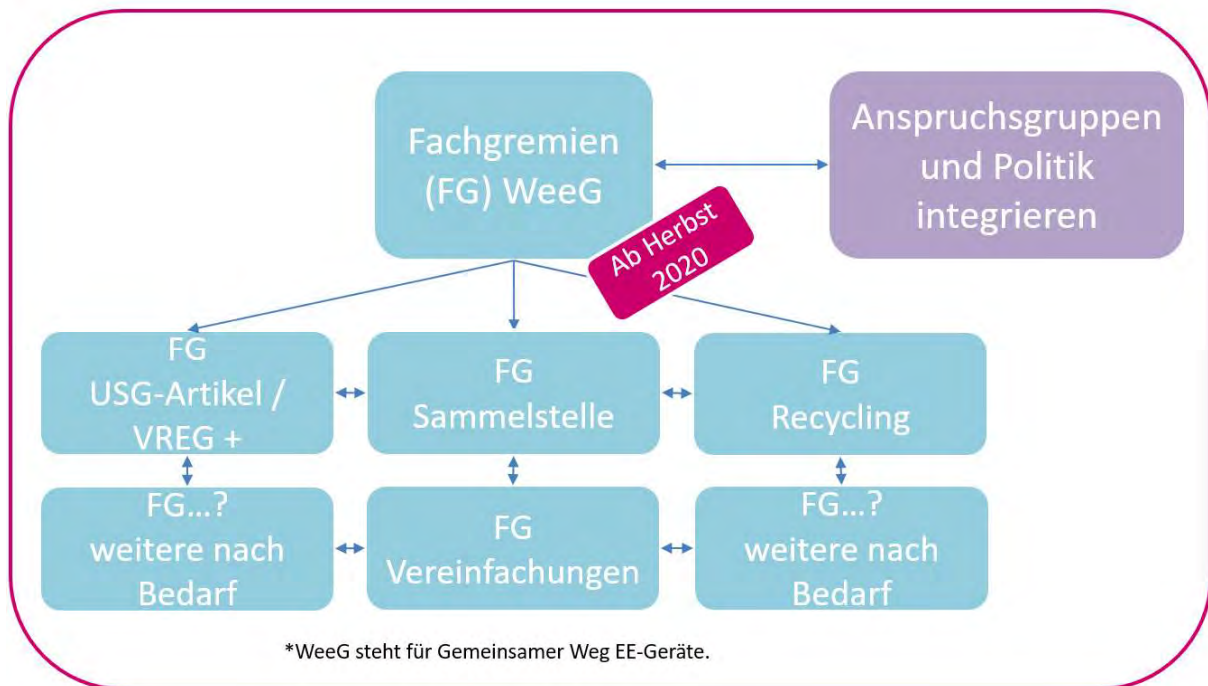 Fachgremien
(FG) WeeG
Anspruchsgruppen
und Politik
integrieren
Ab Herbst
2020
FG
USG-Artikel /
VREG +
FG
Sammelstelle
FG
Recycling
FG...?
weitere nach
Bedarf
FG
Vereinfachungen
FG...?
weitere nach
Bedarf
*WeeG steht für Gemeinsamer Weg EE-Geräte.